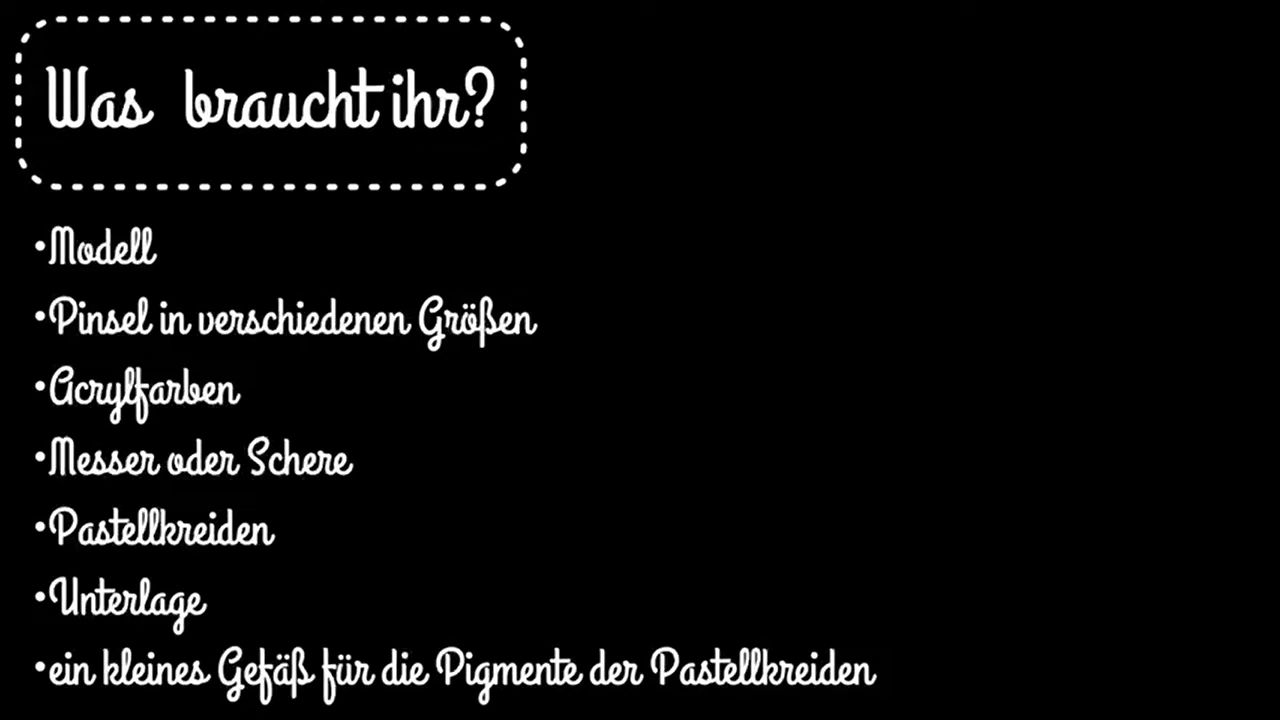 Was braucht ihr?
•Modell
•Pinsel in verschiedenen Größen
•Acrylfarben
•Messer oder Schere
•Pastellkreiden
•Unterlage
•ein kleines Gefäß für die Pigmente der Pastellkreiden